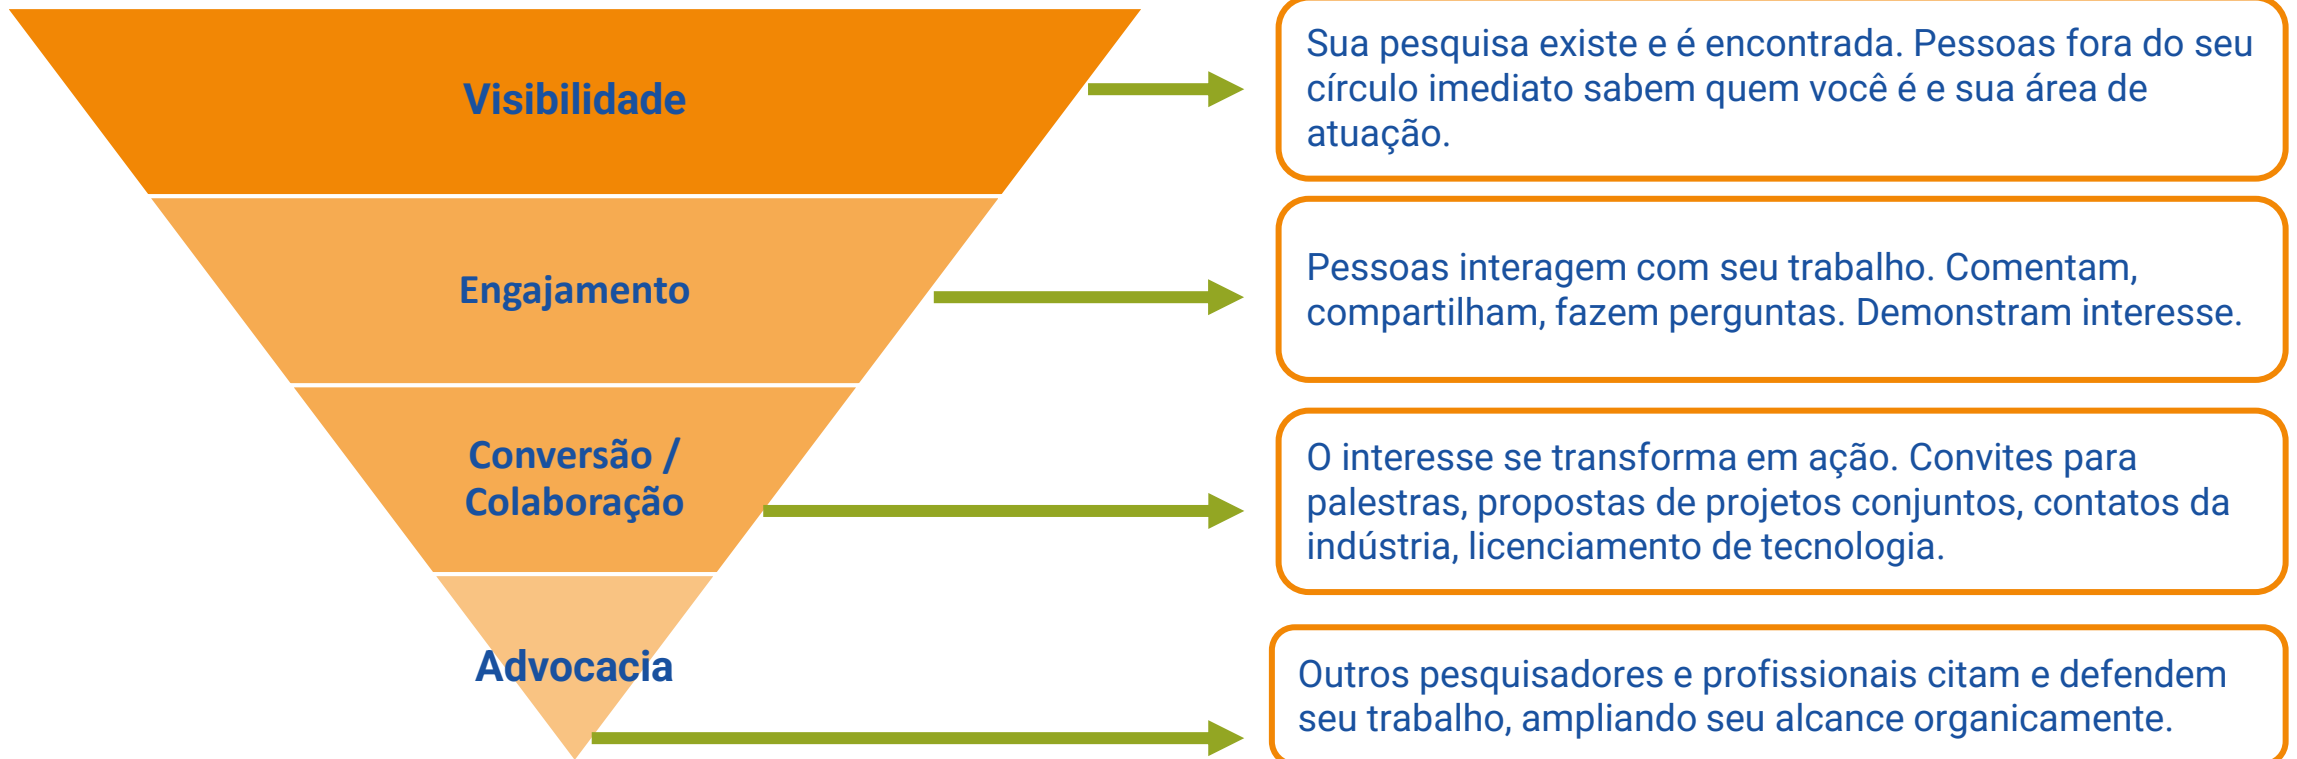 Visibilidade
Sua pesquisa existe e é encontrada. Pessoas fora do seu
círculo imediato sabem quem você é e sua área de
atuação.
Engajamento
Pessoas interagem com seu trabalho. Comentam,
compartilham, fazem perguntas. Demonstram interesse.
Conversão /
Colaboração
O interesse se transforma em ação. Convites para
palestras, propostas de projetos conjuntos, contatos da
indústria, licenciamento de tecnologia.
Advocacia
Outros pesquisadores e profissionais citam e defendem
seu trabalho, ampliando seu alcance organicamente.